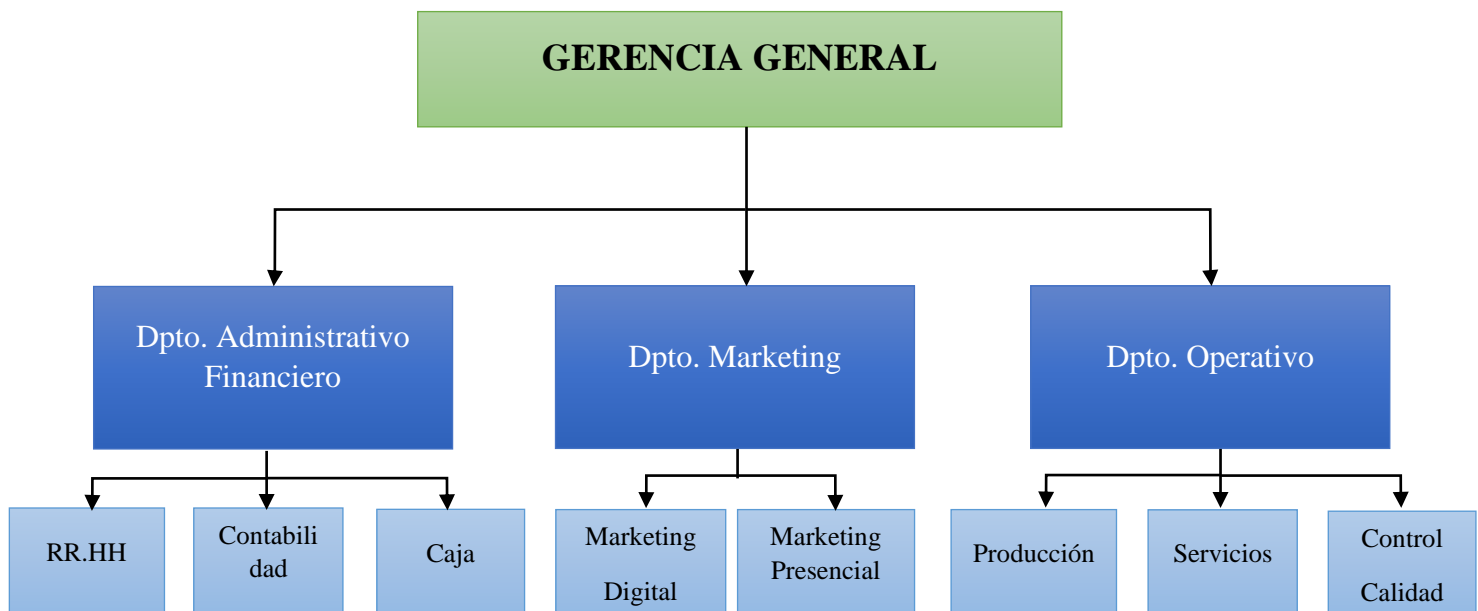 GERENCIA GENERAL
Dpto. Administrativo
Financiero
Dpto. Marketing
Dpto. Operativo
RR.HH
Contabili
dad
Caja
Marketing
Digital
Marketing
Presencial
Producción
Servicios
Control
Calidad